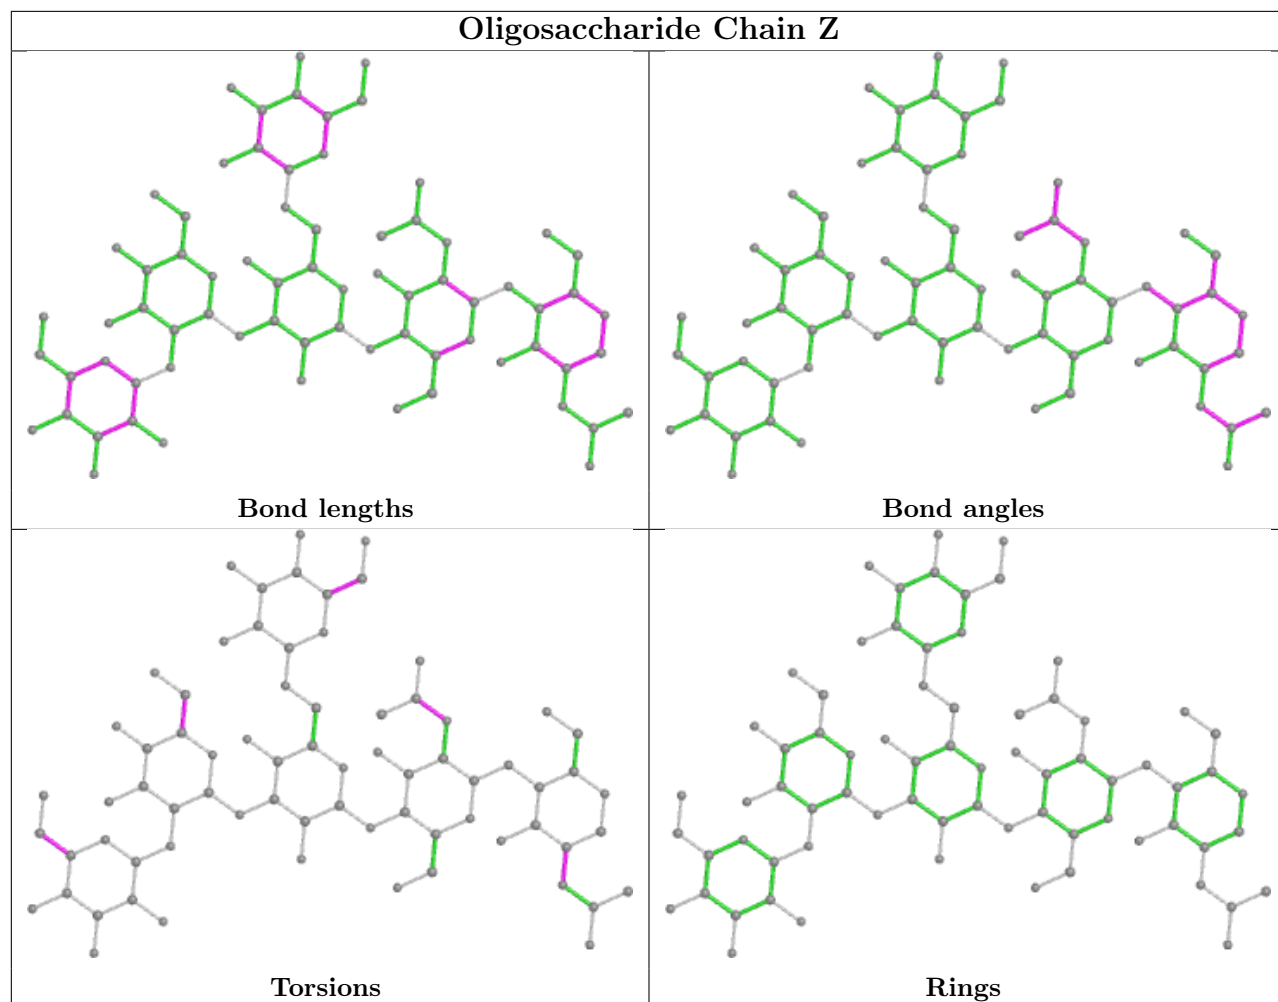 Oligosaccharide Chain Z
Bond lengths
Bond angles
Torsions
Rings